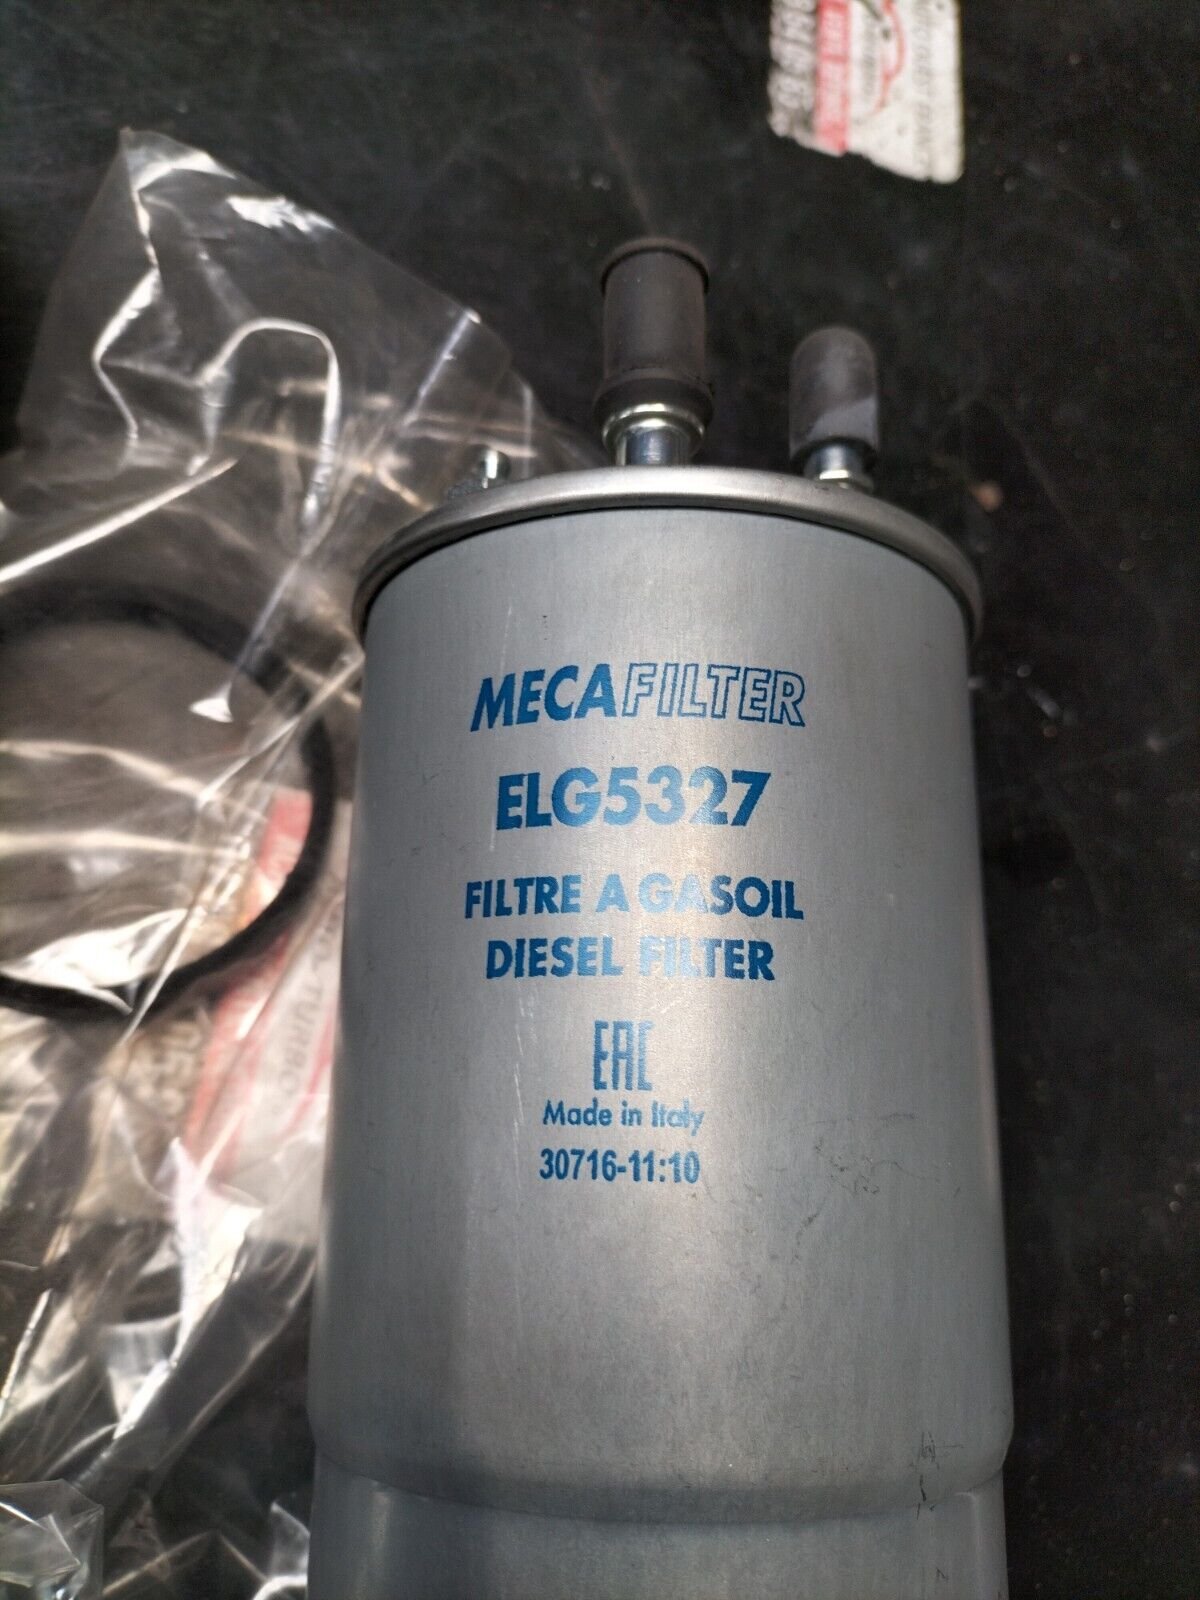 MECAFILTER
ELG5327
FILTRE A GASOIL
DIESEL FILTER
EAC
Made in Italy
30716-11:10